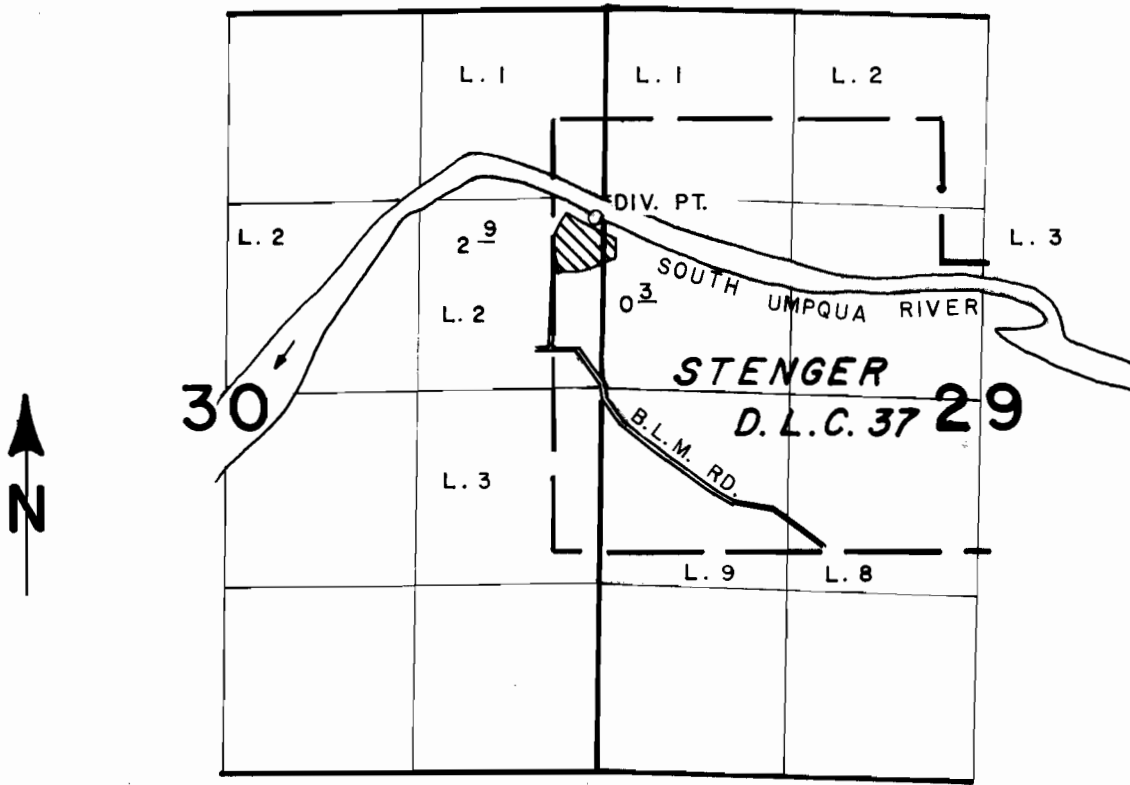 L. 1
L. 1
L. 2
DIV. PT.
L. 2
2 9
L. 3
SOUTH UMPQUA RIVER
0 3
L. 2
STENGER
30
D. L. C. 37
29
B. L. M. RD.
L. 3
N
L. 9
L. 8